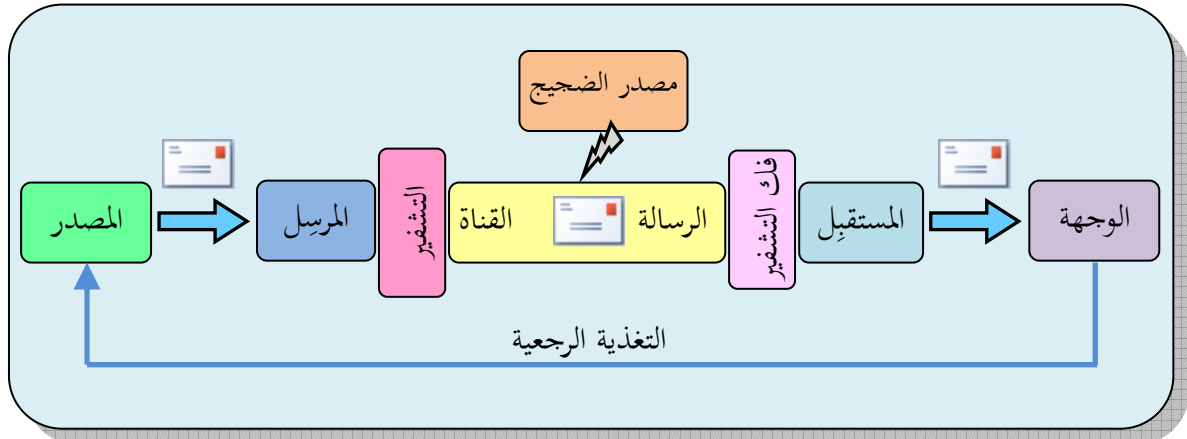 مصدر الضجيج
المصدر
المرسِل
التشفير
القناة
الرسالة
فك التشفير
المستقبِل
الوجهة
التغذية الرجعية